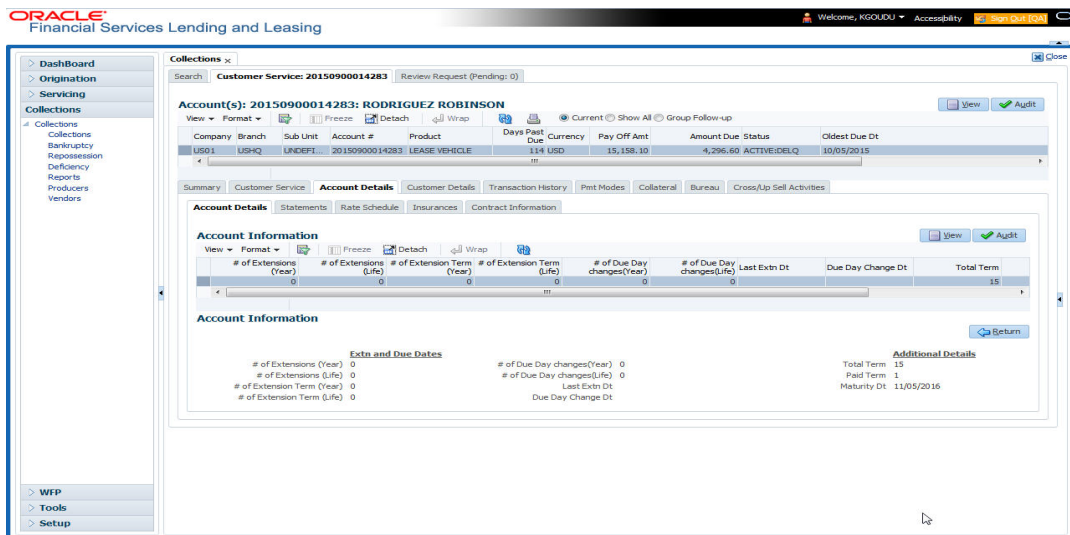 ORACLE
Financial Services Lending and Leasing
Welcome, KGOUDU Accessibility Sign Out [QA]
Close
DashBoard
Origination
Servicing
Collections
Collections
Collections
Bankruptcy
Repossession
Deficiency
Reports
Producers
Vendors
WFP
Tools
Setup
Collections x
Search Customer Service: 20150900014283 Review Request (Pending: 0)
Account(s): 20150900014283: RODRIGUEZ ROBINSON
View Audit
View Format Freeze Detach Wrap Current Show All Group Follow-up
Company Branch Sub Unit Account # Product Days Past Due Currency Pay Off Amt Amount Due Status Oldest Due Dt
US01 USHQ UNDEFI... 20150900014283 LEASE VEHICLE 114 USD 15,158.10 4,296.60 ACTIVE:DELQ 10/05/2015
Summary Customer Service Account Details Customer Details Transaction History Pmt Modes Collateral Bureau Cross/Up Sell Activities
Account Details Statements Rate Schedule Insurances Contract Information
Account Information
View Audit
View Format Freeze Detach Wrap
# of Extensions (Year) # of Extensions (Life) # of Extension Term (Year) # of Extension Term (Life) # of Due Day changes(Year) # of Due Day changes(Life) Last Extn Dt Due Day Change Dt Total Term
0 0 0 0 0 0 15
Account Information
Return
Extn and Due Dates Additional Details
# of Extensions (Year) 0 # of Due Day changes(Year) 0 Total Term 15
# of Extensions (Life) 0 # of Due Day changes(Life) 0 Paid Term 1
# of Extension Term (Year) 0 Last Extn Dt Maturity Dt 11/05/2016
# of Extension Term (Life) 0 Due Day Change Dt